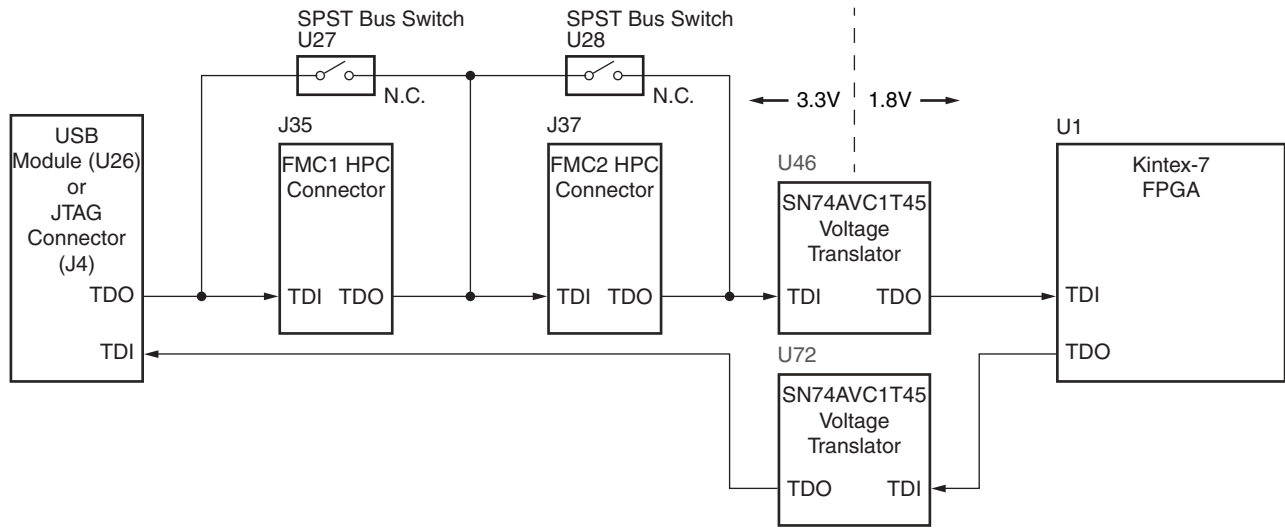 SPST Bus Switch
U27
SPST Bus Switch
U28
N.C.
N.C.
3.3V
1.8V
J35
J37
U46
U1
USB
Module (U26)
or
JTAG
Connector
(J4)
TDO
TDI
FMC1 HPC
Connector
TDI
TDO
FMC2 HPC
Connector
TDI
TDO
SN74AVC1T45
Voltage
Translator
TDI
TDO
Kintex-7
FPGA
TDI
TDO
U72
SN74AVC1T45
Voltage
Translator
TDO
TDI